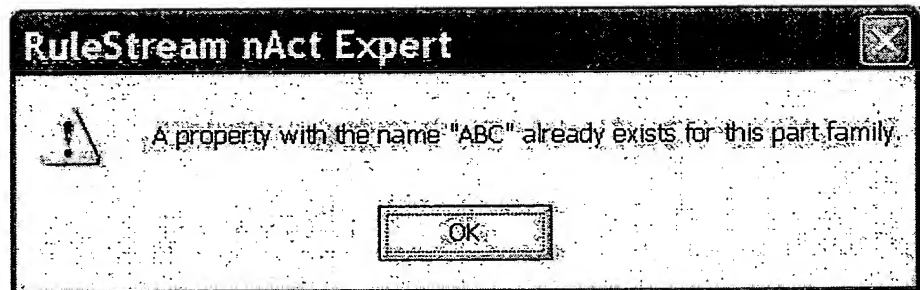 RuleStream nAct Expert
A property with the name "ABC" already exists for this part family.
OK